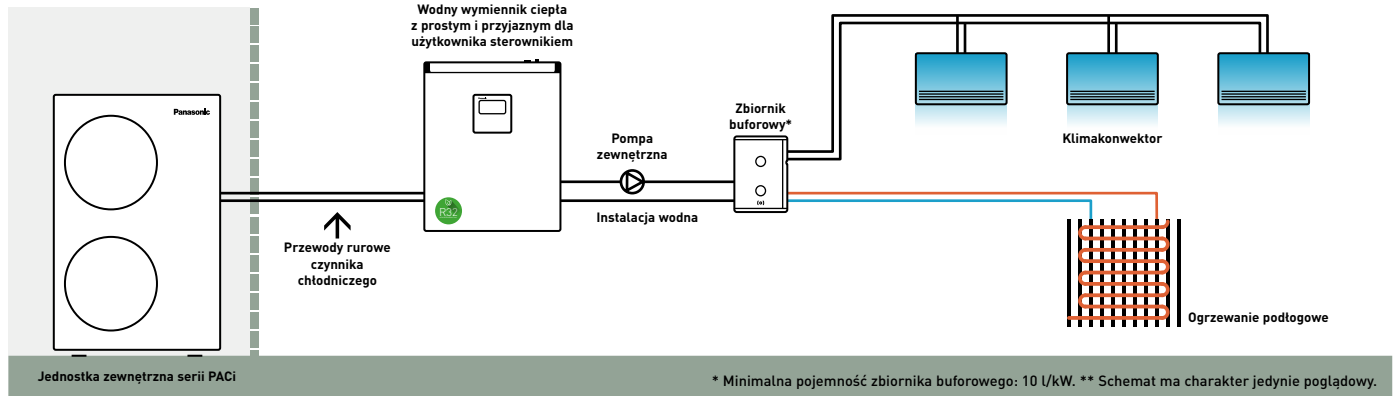 Wodny wymiennik ciepła
z prostym i przyjaznym dla
użytkownika sterownikiem
Panasonic
R32
Przewody rurowe
czynnika
chłodniczego
Pompa
zewnętrzna
Instalacja wodna
Zbiornik
buforowy*
Klimakonwektor
Ogrzewanie podłogowe
Jednostka zewnętrzna serii PACi
* Minimalna pojemność zbiornika buforowego: 10 l/kW. ** Schemat ma charakter jedynie poglądowy.